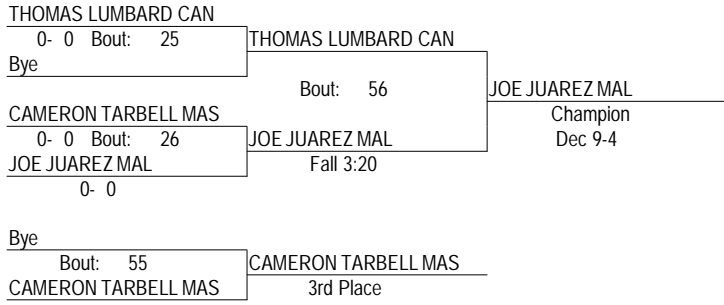 THOMAS LUMBARD CAN
0- 0 Bout: 25
THOMAS LUMBARD CAN
Bye
Bout: 56
JOE JUAREZ MAL
CAMERON TARBELL MAS
Champion
0- 0 Bout: 26
JOE JUAREZ MAL
Dec 9-4
JOE JUAREZ MAL
Fall 3:20
0- 0
Bye
Bout: 55
CAMERON TARBELL MAS
CAMERON TARBELL MAS
3rd Place